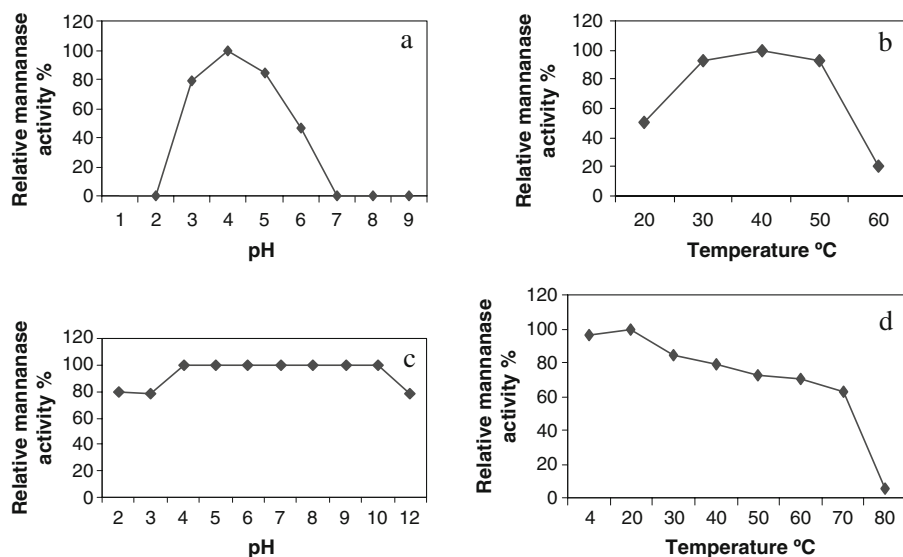 a
Relative mannanase
activity %
120
100
80
60
40
20
0
1 2 3 4 5 6 7 8 9
pH
b
Relative mannanase
activity %
120
100
80
60
40
20
0
20 30 40 50 60
Temperature ºC
c
Relative mannanase
activity %
120
100
80
60
40
20
0
2 3 4 5 6 7 8 9 10 12
pH
d
Relative mannanase
activity %
120
100
80
60
40
20
0
4 20 30 40 50 60 70 80
Temperature ºC